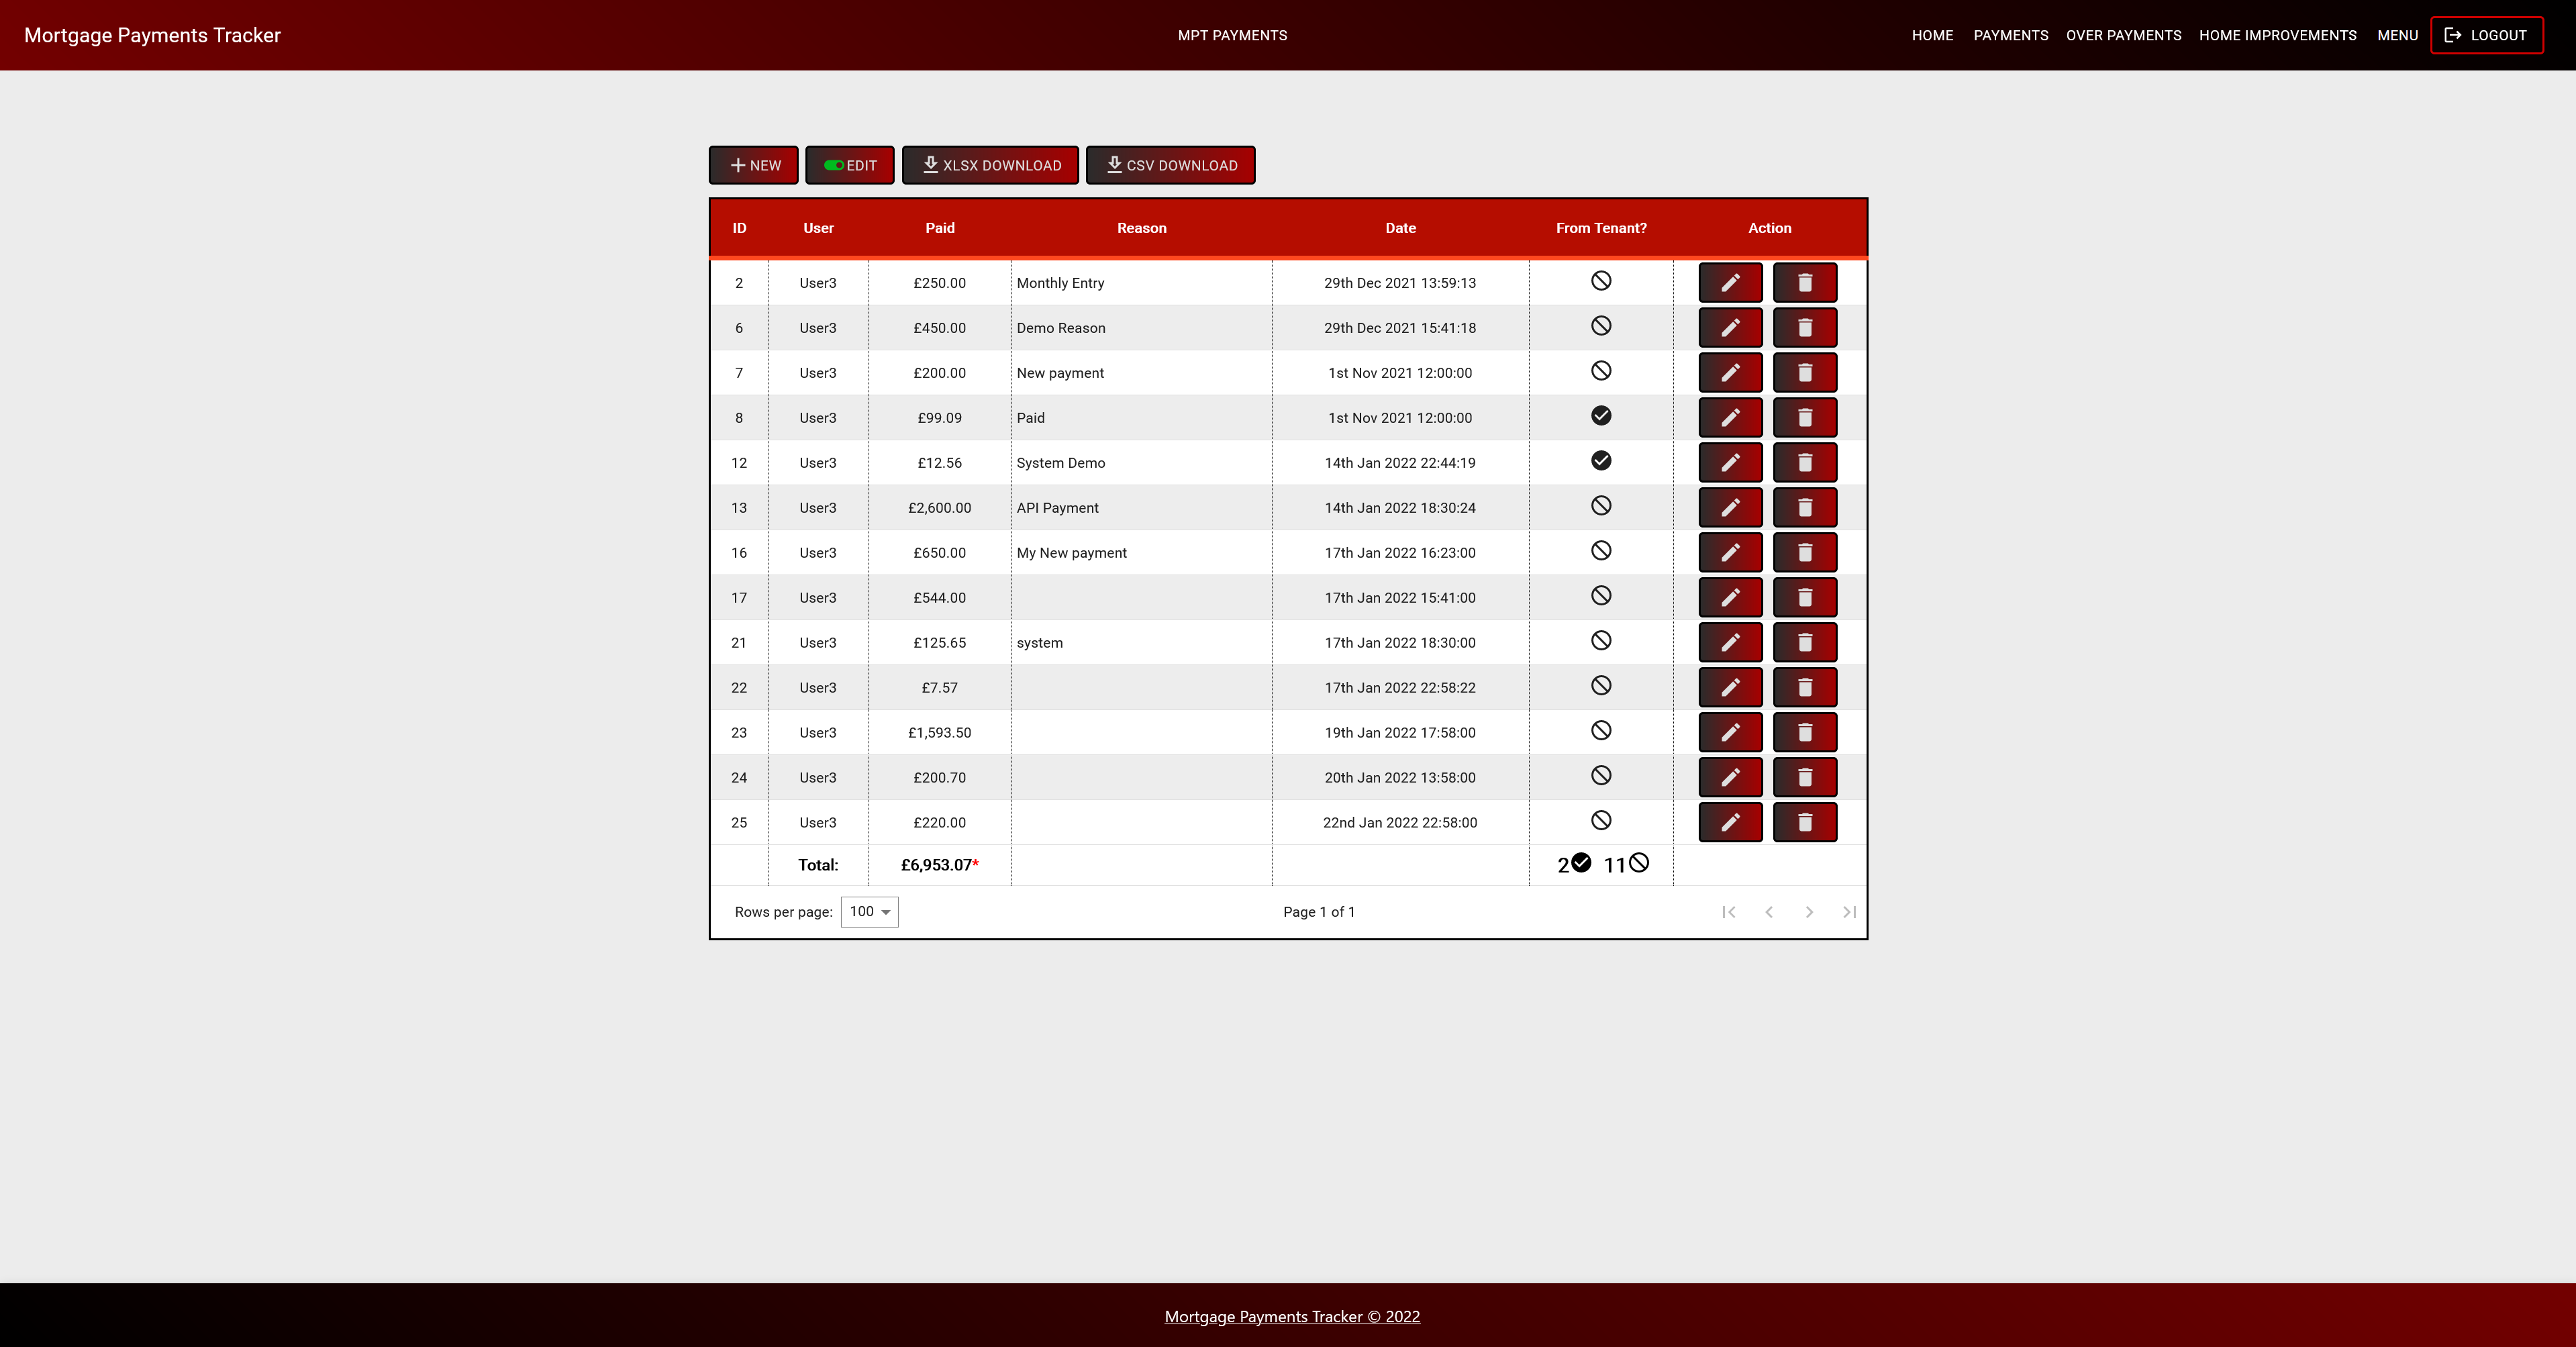 Mortgage Payments Tracker MPT PAYMENTS HOME PAYMENTS OVER PAYMENTS HOME IMPROVEMENTS MENU LOGOUT
NEW EDIT XLSX DOWNLOAD CSV DOWNLOAD
ID User Paid Reason Date From Tenant? Action
2 User3 £250.00 Monthly Entry 29th Dec 2021 13:59:13
6 User3 £450.00 Demo Reason 29th Dec 2021 15:41:18
7 User3 £200.00 New payment 1st Nov 2021 12:00:00
8 User3 £99.09 Paid 1st Nov 2021 12:00:00
12 User3 £12.56 System Demo 14th Jan 2022 22:44:19
13 User3 £2,600.00 API Payment 14th Jan 2022 18:30:24
16 User3 £650.00 My New payment 17th Jan 2022 16:23:00
17 User3 £544.00 17th Jan 2022 15:41:00
21 User3 £125.65 system 17th Jan 2022 18:30:00
22 User3 £7.57 17th Jan 2022 22:58:22
23 User3 £1,593.50 19th Jan 2022 17:58:00
24 User3 £200.70 20th Jan 2022 13:58:00
25 User3 £220.00 22nd Jan 2022 22:58:00
Total: £6,953.07* 2 11
Rows per page: 100 Page 1 of 1
Mortgage Payments Tracker © 2022